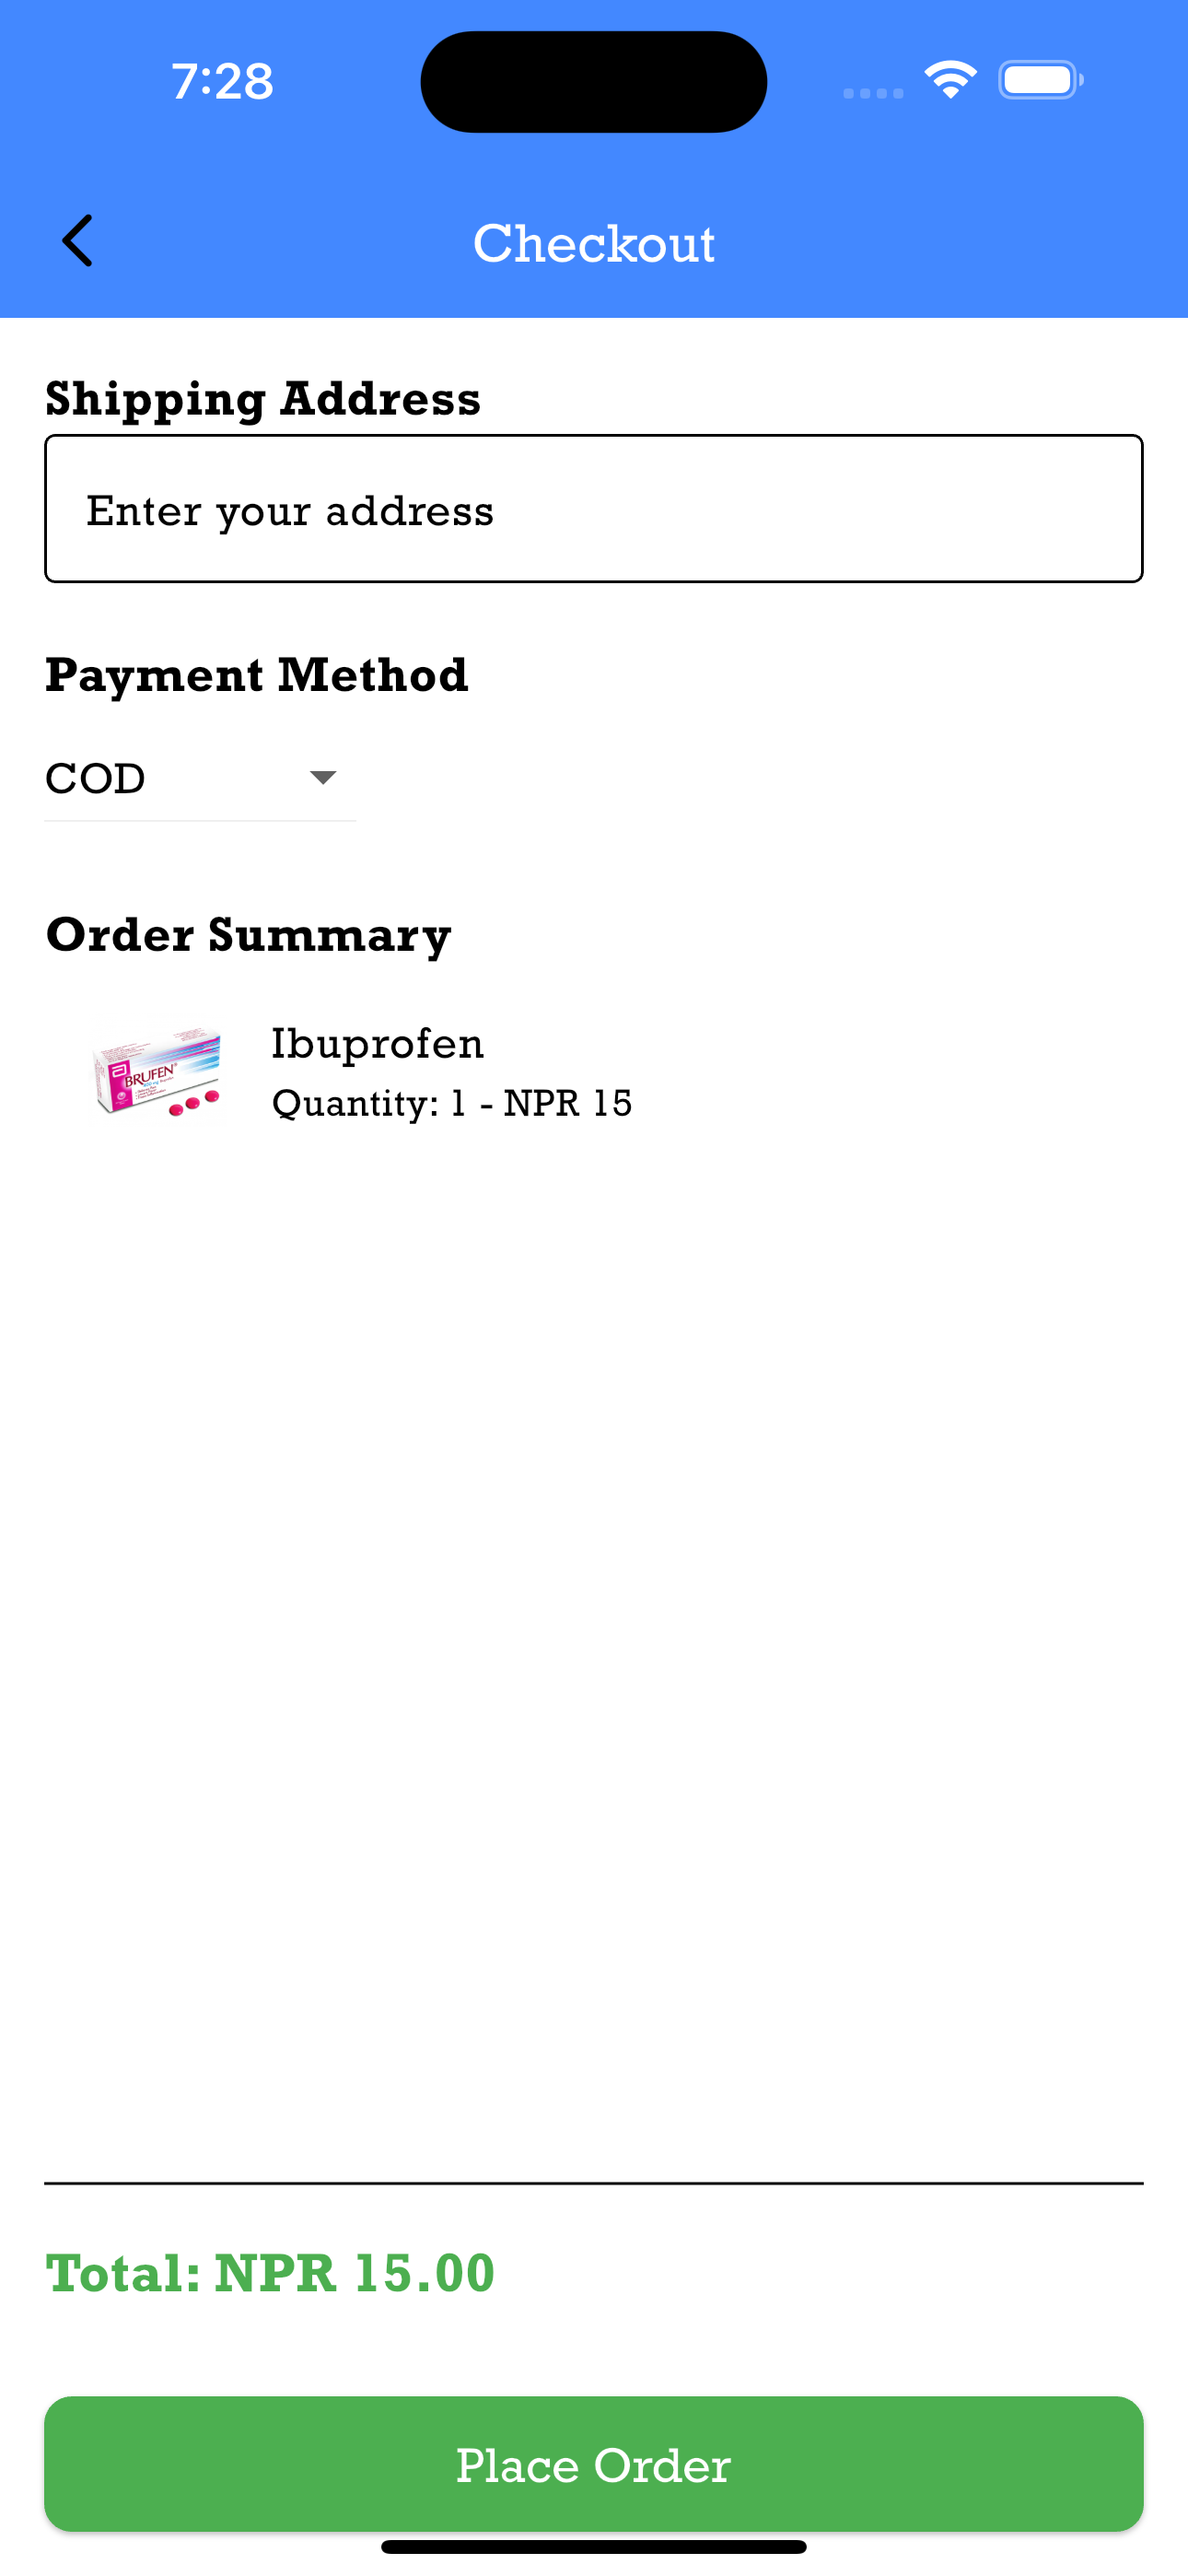 7:28
Checkout
Shipping Address
Enter your address
Payment Method
COD
Order Summary
BRUFEN
Ibuprofen
Quantity: 1 - NPR 15
Total: NPR 15.00
Place Order